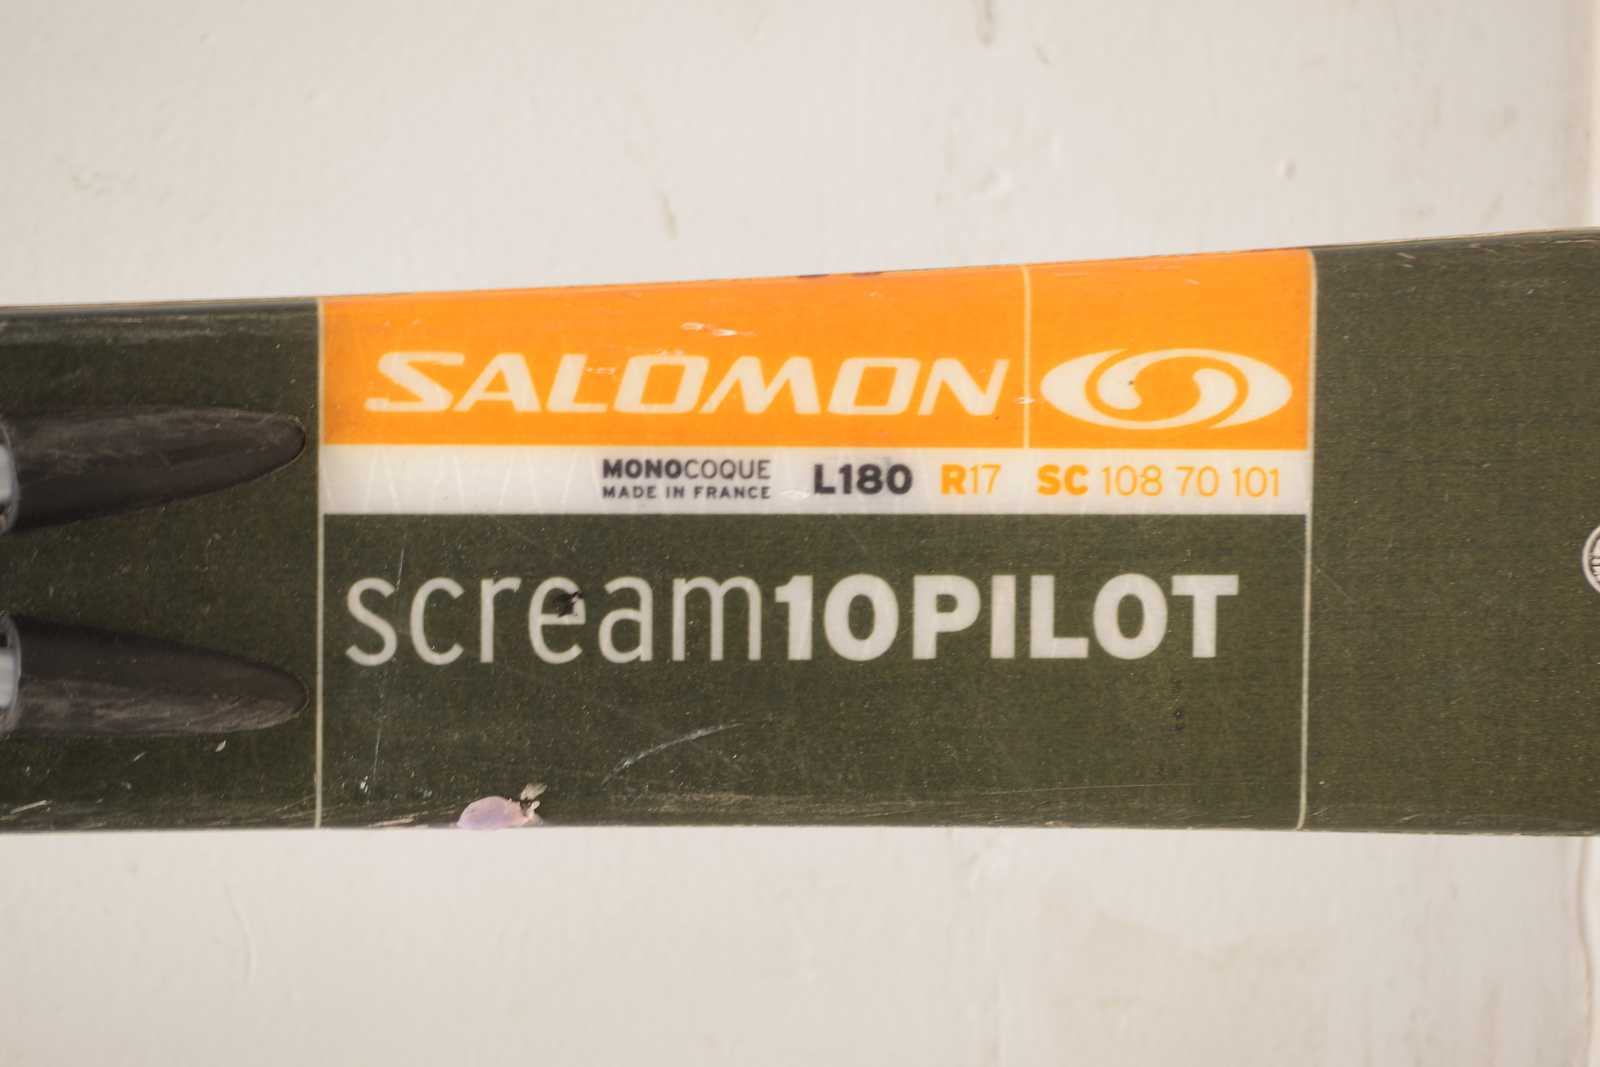 SALOMON
MONOCOQUE
MADE IN FRANCE
L180 R17 SC 108 70 101
scream10PILOT